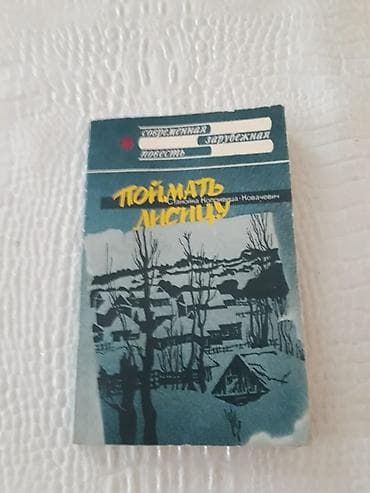 современная
зарубежная
повесть
ПОЙМАТЬ
Станойка Копривица-Ковачевич
ЛИСИЦУ